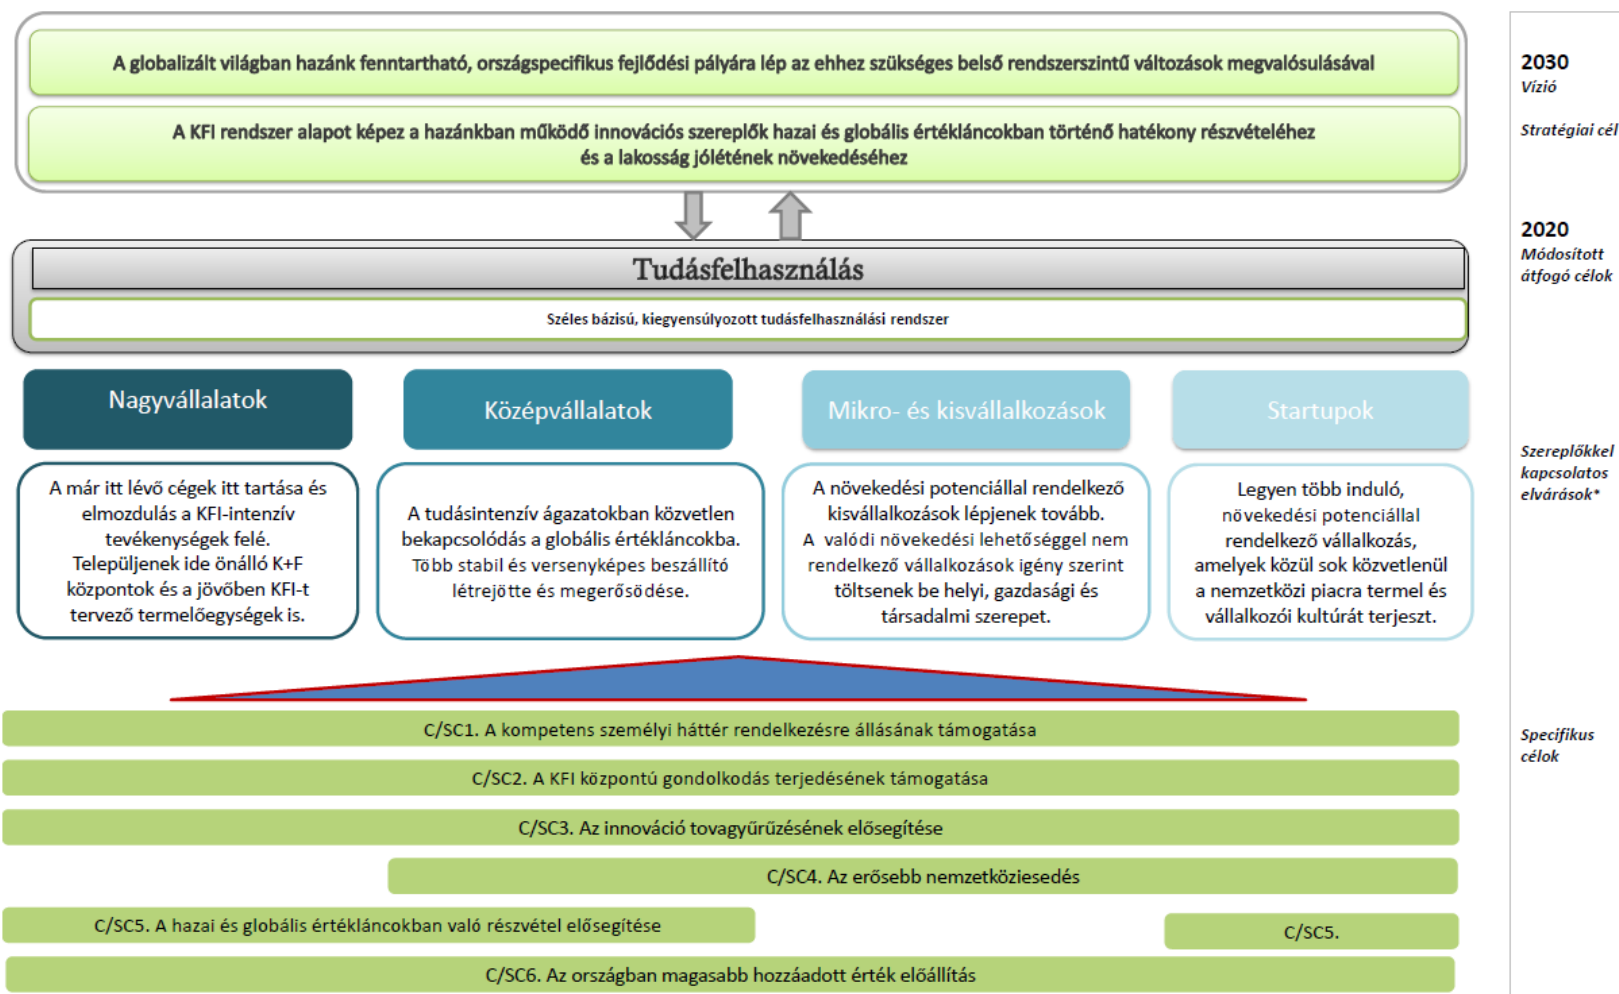 A globalizált világban hazánk fenntartható, országspecifikus fejlődési pályára lép az ehhez szükséges belső rendszerszintű változások megvalósulásával
A KFI rendszer alapot képez a hazánkban működő innovációs szereplők hazai és globális értékláncokban történő hatékony részvételéhez
és a lakosság jólétének növekedéséhez
2030
Vízió
Stratégiai cél
Tudásfelhasználás
Széles bázisú, kiegyensúlyozott tudásfelhasználási rendszer
2020
Módosított
átfogó célok
Nagyvállalatok
A már itt lévő cégek itt tartása és
elmozdulás a KFI-intenzív
tevékenységek felé.
Települjenek ide önálló K+F
központok és a jövőben KFI-t
tervező termelőegységek is.
Középvállalatok
A tudásintenzív ágazatokban közvetlen
bekapcsolódás a globális értékláncokba.
Több stabil és versenyképes beszállító
létrejötte és megerősödése.
Mikro- és kisvállalkozások
A növekedési potenciállal rendelkező
kisvállalkozások lépjenek tovább.
A valódi növekedési lehetőséggel nem
rendelkező vállalkozások igény szerint
töltsenek be helyi, gazdasági és
társadalmi szerepet.
Startupok
Legyen több induló,
növekedési potenciállal
rendelkező vállalkozás,
amelyek közül sok közvetlenül
a nemzetközi piacra termel és
vállalkozói kultúrát terjeszt.
Szereplőkkel
kapcsolatos
elvárások*
C/SC1. A kompetens személyi háttér rendelkezésre állásának támogatása
C/SC2. A KFI központú gondolkodás terjedésének támogatása
C/SC3. Az innováció tovagyűrűzésének elősegítése
C/SC4. Az erősebb nemzetköziesedés
C/SC5. A hazai és globális értékláncokban való részvétel elősegítése
C/SC5.
C/SC6. Az országban magasabb hozzáadott érték előállítás
Specifikus
célok